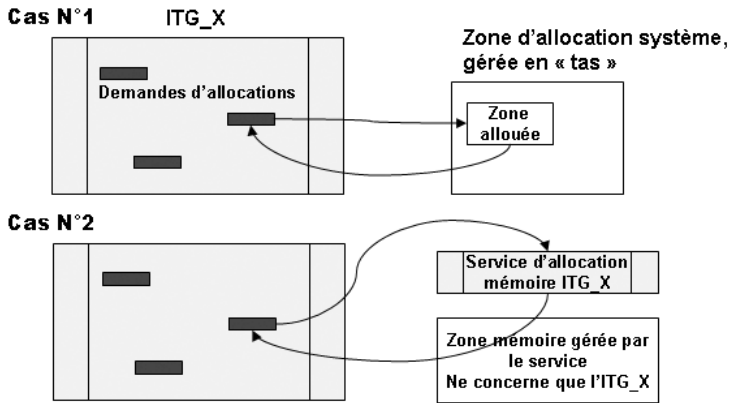 Cas N°1 ITG_X
Zone d'allocation système,
gérée en « tas »
Demandes d'allocations
Zone
allouée
Cas N°2
Service d'allocation
mémoire ITG_X
Zone mémoire gérée par
le service
Ne concerne que l'ITG_X